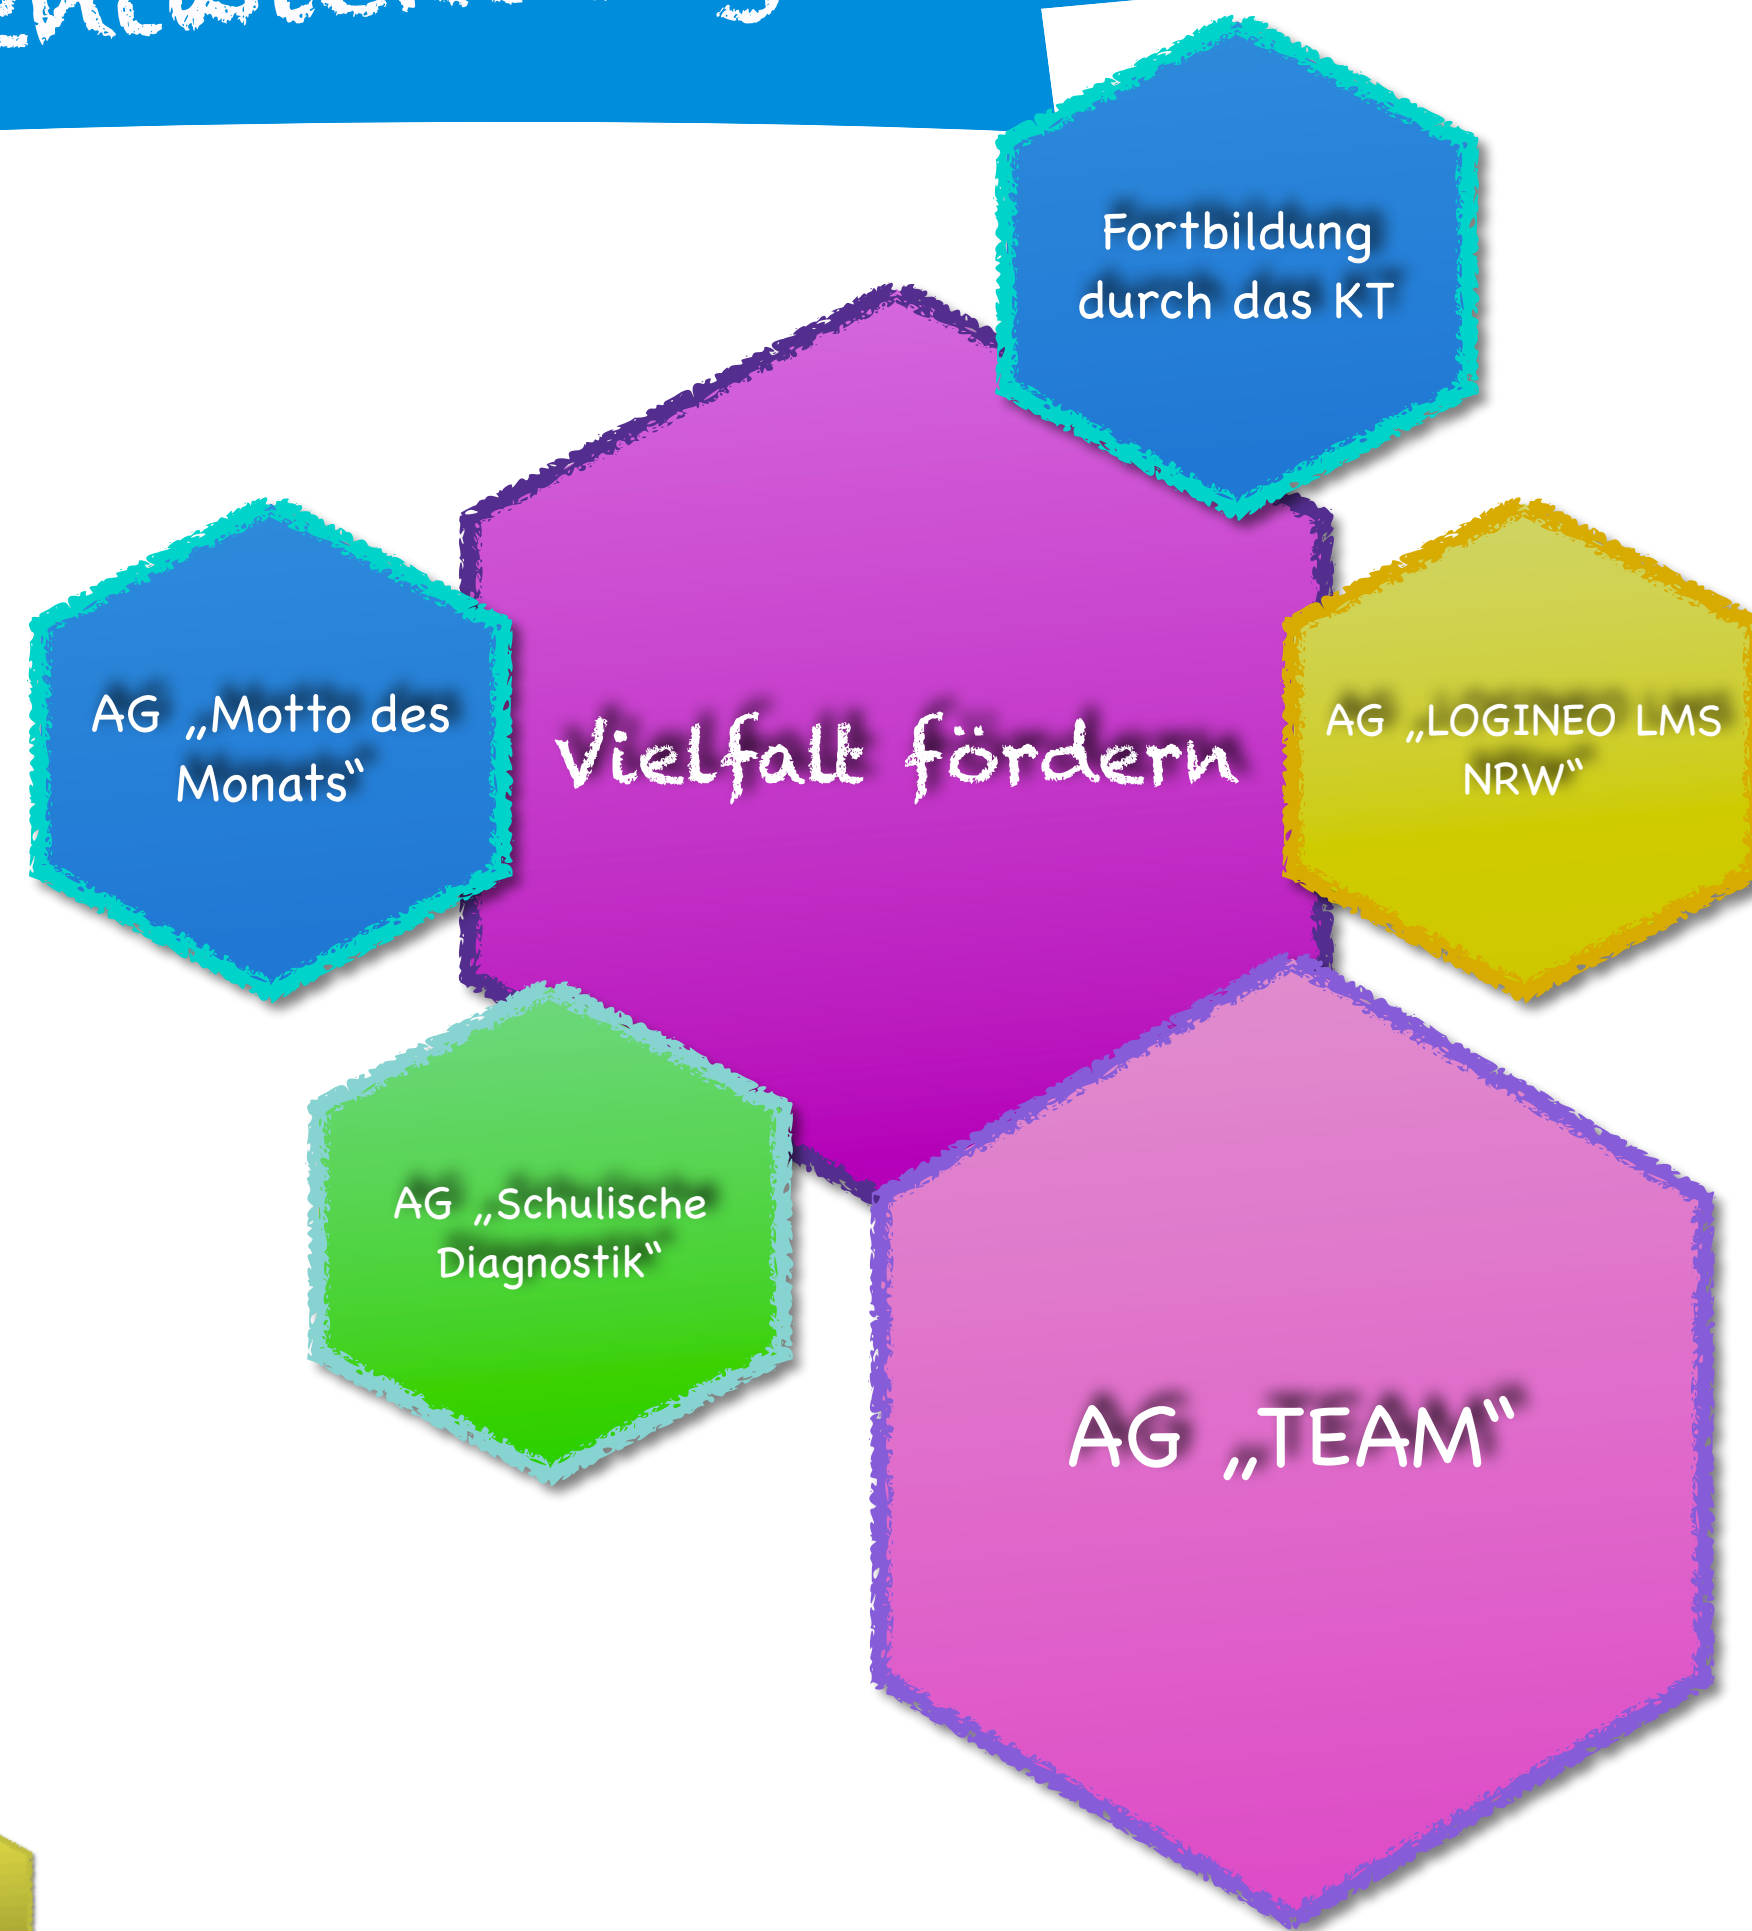 Fortbildung
durch das KT
AG „Motto des
Monats“
Vielfalt fördern
AG „LOGINEO LMS
NRW“
AG „Schulische
Diagnostik“
AG „TEAM“